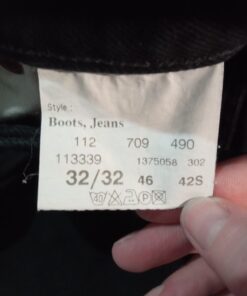 Style :
Boots, Jeans
112 709 490
113339 1375058 302
32/32 46 42S